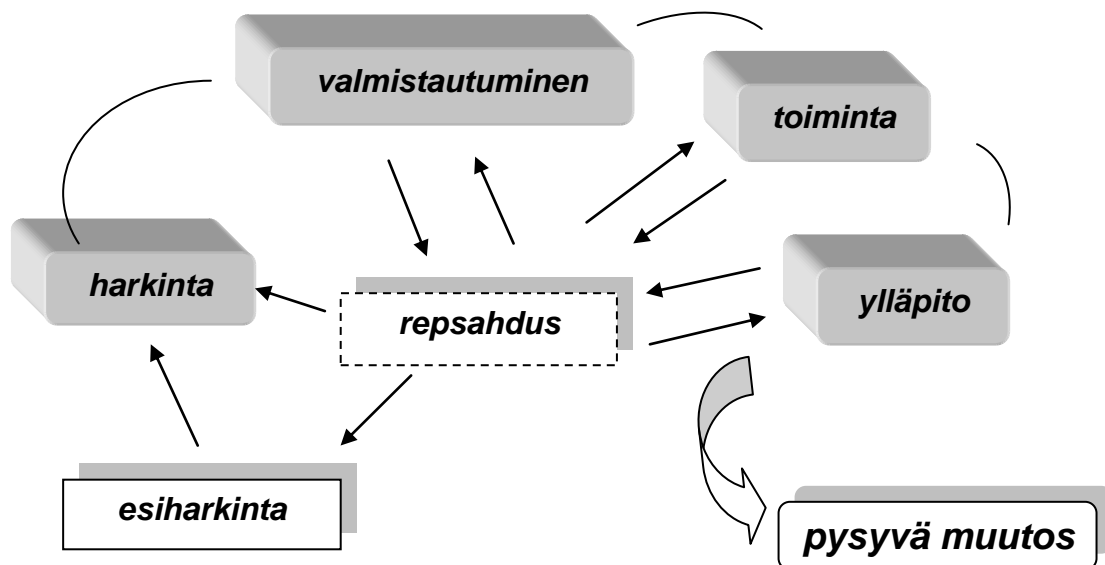 valmistautuminen
toiminta
harkinta
repsahdus
ylläpito
esiharkinta
pysyvä muutos